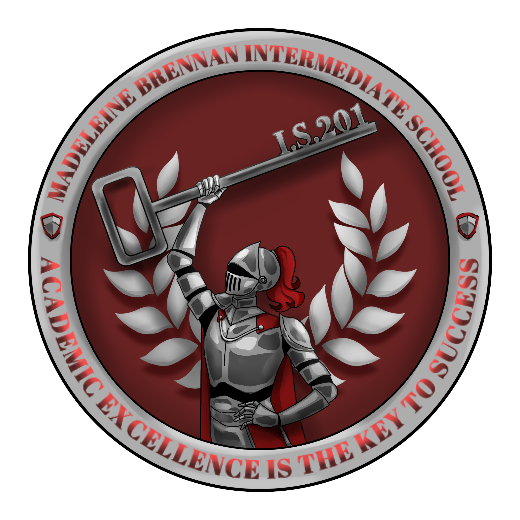 MADELEINE BRENNAN INTERMEDIATE SCHOOL
I.S.201
ACADEMIC EXCELLENCE IS THE KEY TO SUCCESS